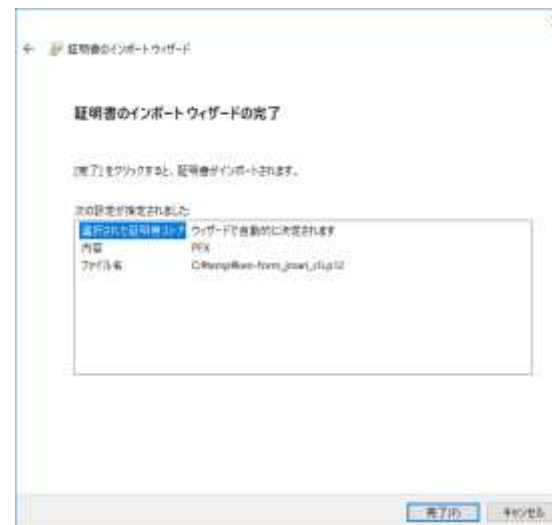 証明書のインポート ウィザード
証明書のインポート ウィザードの完了
[完了] をクリックすると、証明書がインポートされます。
次の設定が指定されました:
選択された証明書ストア ウィザードで自動的に決定されます
内容 PFX
ファイル名
完了(F) キャンセル